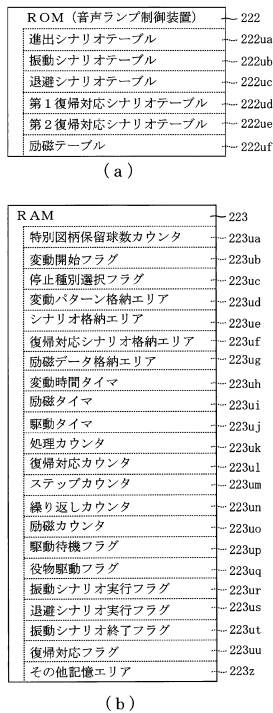 ROM（音声ランプ制御装置） 222
進出シナリオテーブル 222ua
振動シナリオテーブル 222ub
退避シナリオテーブル 222uc
第1復帰対応シナリオテーブル 222ud
第2復帰対応シナリオテーブル 222ue
励磁テーブル 222uf
(a)
RAM 223
特別図柄保留球数カウンタ 223ua
変動開始フラグ 223ub
停止種別選択フラグ 223uc
変動パターン格納エリア 223ud
シナリオ格納エリア 223ue
復帰対応シナリオ格納エリア 223uf
励磁データ格納エリア 223ug
変動時間タイマ 223uh
励磁タイマ 223ui
駆動タイマ 223uj
処理カウンタ 223uk
復帰対応カウンタ 223ul
ステップカウンタ 223um
繰り返しカウンタ 223un
励磁カウンタ 223uo
駆動待機フラグ 223up
役物駆動フラグ 223uq
振動シナリオ実行フラグ 223ur
退避シナリオ実行フラグ 223us
振動シナリオ終了フラグ 223ut
復帰対応フラグ 223uu
その他記憶エリア 223z
(b)